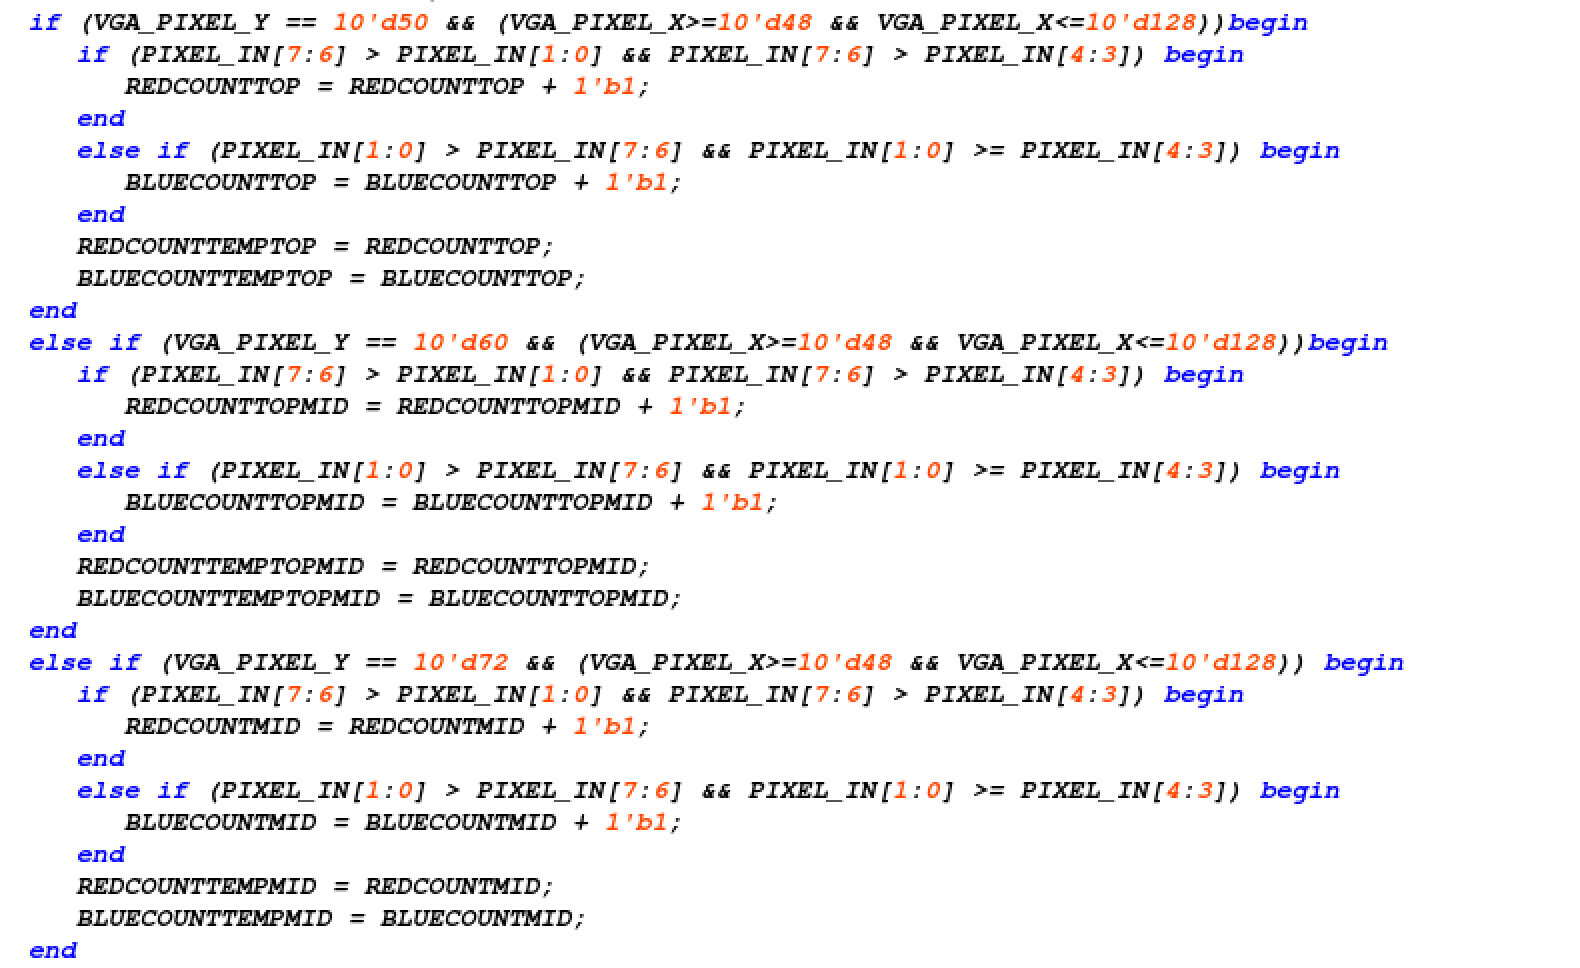 if (VGA_PIXEL_Y == 10'd50 && (VGA_PIXEL_X>=10'd48 && VGA_PIXEL_X<=10'd128))begin
   if (PIXEL_IN[7:6] > PIXEL_IN[1:0] && PIXEL_IN[7:6] > PIXEL_IN[4:3]) begin
      REDCOUNTTOP = REDCOUNTTOP + 1'b1;
   end
   else if (PIXEL_IN[1:0] > PIXEL_IN[7:6] && PIXEL_IN[1:0] >= PIXEL_IN[4:3]) begin
      BLUECOUNTTOP = BLUECOUNTTOP + 1'b1;
   end
   REDCOUNTTEMPTOP = REDCOUNTTOP;
   BLUECOUNTTEMPTOP = BLUECOUNTTOP;
end
else if (VGA_PIXEL_Y == 10'd60 && (VGA_PIXEL_X>=10'd48 && VGA_PIXEL_X<=10'd128))begin
   if (PIXEL_IN[7:6] > PIXEL_IN[1:0] && PIXEL_IN[7:6] > PIXEL_IN[4:3]) begin
      REDCOUNTTOPMID = REDCOUNTTOPMID + 1'b1;
   end
   else if (PIXEL_IN[1:0] > PIXEL_IN[7:6] && PIXEL_IN[1:0] >= PIXEL_IN[4:3]) begin
      BLUECOUNTTOPMID = BLUECOUNTTOPMID + 1'b1;
   end
   REDCOUNTTEMPTOPMID = REDCOUNTTOPMID;
   BLUECOUNTTEMPTOPMID = BLUECOUNTTOPMID;
end
else if (VGA_PIXEL_Y == 10'd72 && (VGA_PIXEL_X>=10'd48 && VGA_PIXEL_X<=10'd128)) begin
   if (PIXEL_IN[7:6] > PIXEL_IN[1:0] && PIXEL_IN[7:6] > PIXEL_IN[4:3]) begin
      REDCOUNTMID = REDCOUNTMID + 1'b1;
   end
   else if (PIXEL_IN[1:0] > PIXEL_IN[7:6] && PIXEL_IN[1:0] >= PIXEL_IN[4:3]) begin
      BLUECOUNTMID = BLUECOUNTMID + 1'b1;
   end
   REDCOUNTTEMPMID = REDCOUNTMID;
   BLUECOUNTTEMPMID = BLUECOUNTMID;
end